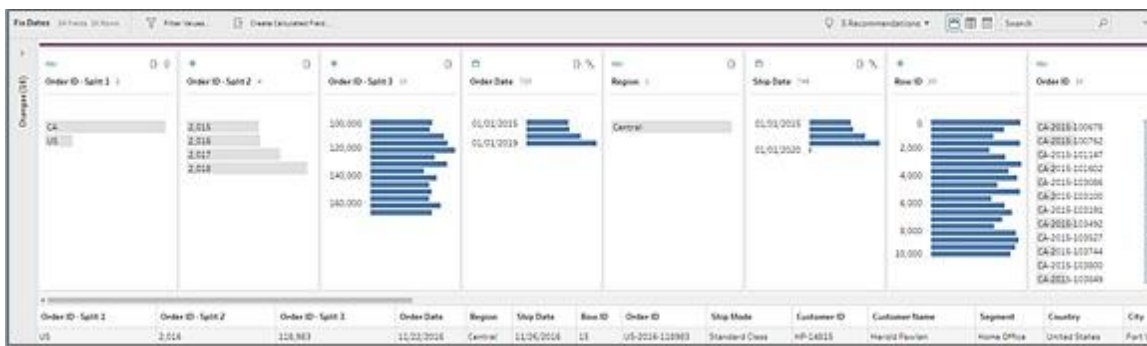 Fix Dates
Filter Values...
Create Calculated Field...
5 Recommendations
Search
Changes (16)
Order ID - Split 1
Order ID - Split 2
Order ID - Split 3
Order Date
Region
Ship Date
Row ID
Order ID
CA
US
2,015
2,016
2,017
2,018
100,000
120,000
140,000
160,000
01/01/2015
01/01/2019
Central
01/01/2015
01/01/2020
0
2,000
4,000
6,000
8,000
10,000
CA-2015-100678
CA-2015-100762
CA-2015-101147
CA-2015-101602
CA-2015-103086
CA-2015-103100
CA-2015-103191
CA-2015-103492
CA-2015-103527
CA-2015-103744
CA-2015-103800
CA-2015-103849
Order ID - Split 1 Order ID - Split 2 Order ID - Split 3 Order Date Region Ship Date Row ID Order ID Ship Mode Customer ID Customer Name Segment Country City
US 2,016 118,983 11/22/2016 Central 11/26/2016 15 US-2016-118983 Standard Class HP-14815 Harold Pawlan Home Office United States